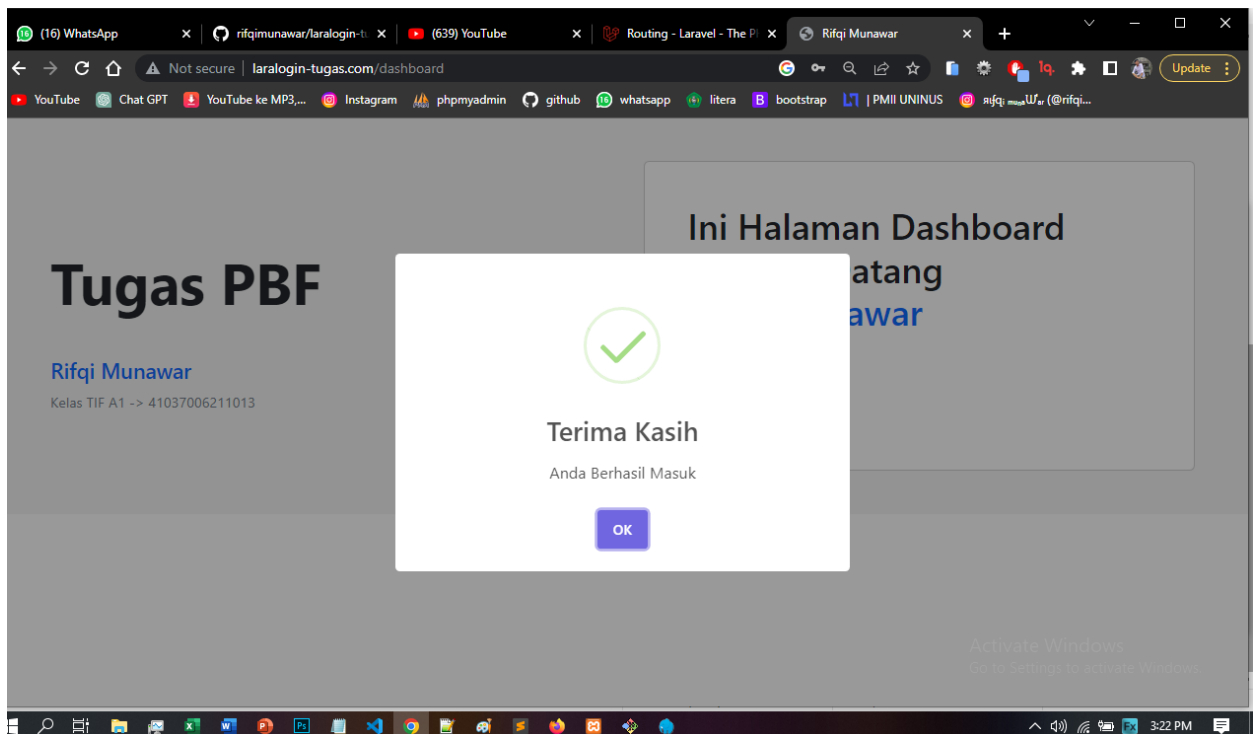 (16) WhatsApp
rifqimunawar/laralogin-tu
(639) YouTube
Routing - Laravel - The P
Rifqi Munawar
Not secure | laralogin-tugas.com/dashboard
Update
YouTube
Chat GPT
YouTube ke MP3,...
Instagram
phpmyadmin
github
whatsapp
litera
bootstrap
| PMII UNINUS
(@rifqi...
Ini Halaman Dashboard
atang
awar
Tugas PBF
Rifqi Munawar
Kelas TIF A1 -> 41037006211013
Terima Kasih
Anda Berhasil Masuk
OK
Activate Windows
Go to Settings to activate Windows.
3:22 PM